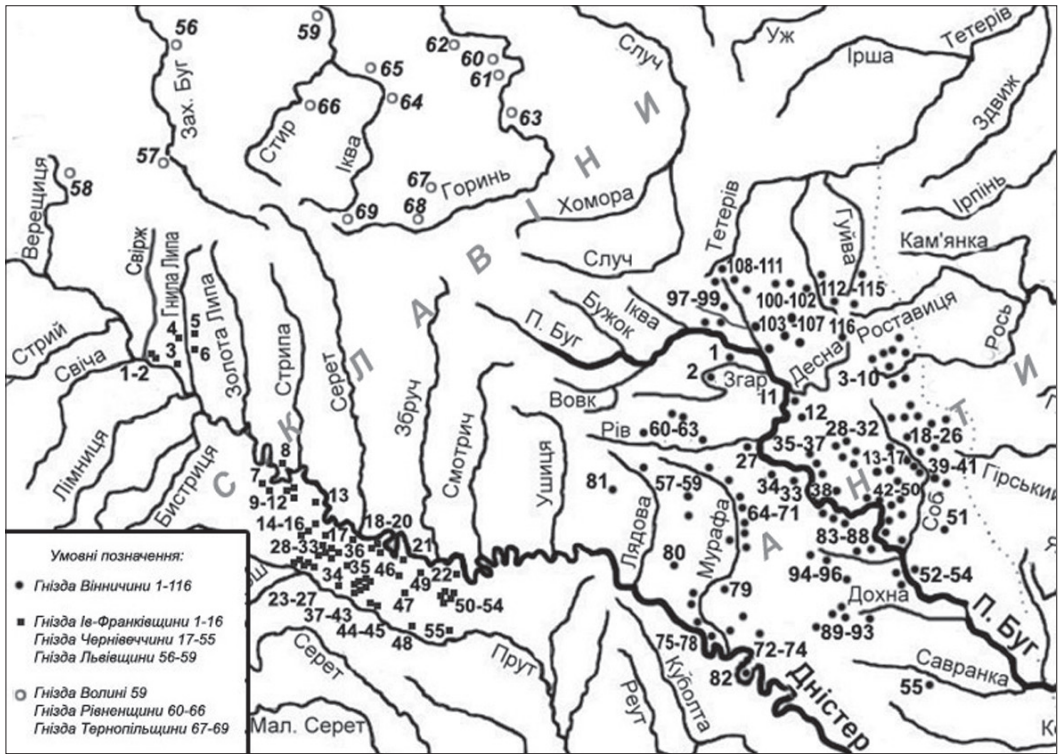 59
56
62
60
61
65
66
64
63
57
58
67
68
69
Зах. Буг
Стир
Іква
Горинь
Случ
Уж
Ірша
Тетерів
Здвиж
Ірпінь
Хомора
Случ
Тетерів
Гуйва
Кам'янка
Верещиця
Свірж
Гнила Липа
Золота Липа
Стрипа
Серет
Збруч
Смотрич
Ушиця
П. Буг
Бужок
Іква
108-111
97-99
100-102
112-115
103-107
116
Роставиця
Рось
Десна
Стрий
Свіча
4
5
3
6
1-2
1
2
Згар
3-10
11
12
Вовк
Рів
60-63
35-37
28-32
18-26
13-17
27
39-41
Гірський
Лімниця
Бистриця
С К Л А В І Н И
А Н Т И
8
7
9-12
13
14-16
17
18-20
28-33
36
21
34
35
46
22
49
23-27
37-43
47
50-54
44-45
48
55
81
57-59
34
33
38
42-50
Соб
51
64-71
83-88
80
Лядова
Мурафа
79
94-96
52-54
Дохна
89-93
75-78
72-74
82
Дністер
П. Буг
Савранка
55
Прут
Серет
Мал. Серет
Реут
Куболта
Умовні позначення:
Гнізда Вінничини 1-116
Гнізда Ів-Франківщини 1-16
Гнізда Чернівеччини 17-55
Гнізда Львівщини 56-59
Гнізда Волині 59
Гнізда Рівненщини 60-66
Гнізда Тернопільщини 67-69